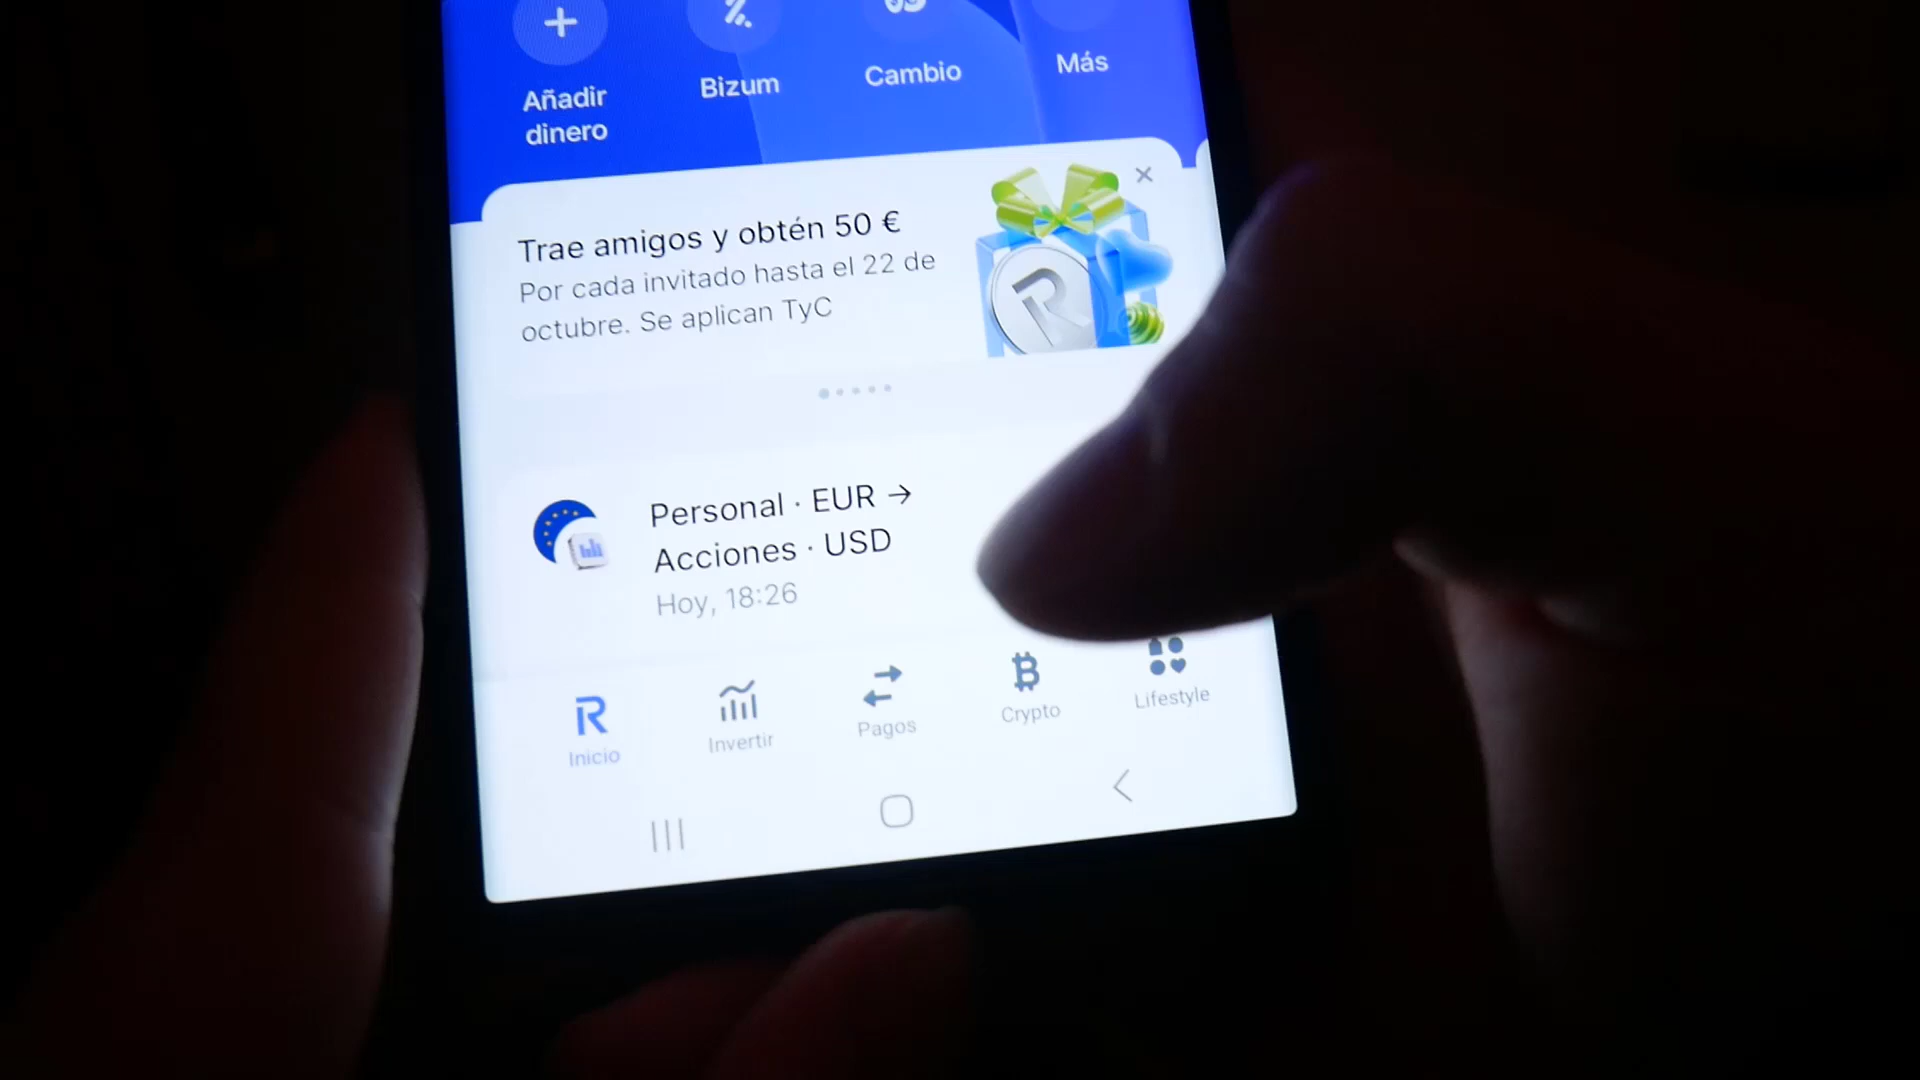 Añadir
dinero
Bizum
Cambio
Más
Trae amigos y obtén 50 €
Por cada invitado hasta el 22 de
octubre. Se aplican TyC
Personal · EUR →
Acciones · USD
Hoy, 18:26
Inicio
Invertir
Pagos
Crypto
Lifestyle